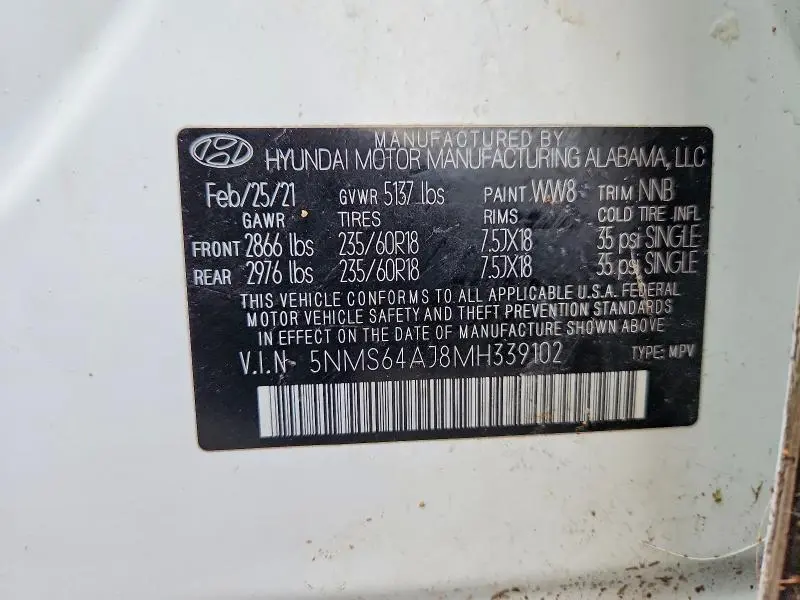 MANUFACTURED BY
HYUNDAI MOTOR MANUFACTURING ALABAMA, LLC
Feb/25/21 GVWR 5137 lbs PAINT WW8 TRIM NNB
GAWR TIRES RIMS COLD TIRE INFL
FRONT 2866 lbs 235/60R18 7.5JX18 35 psi SINGLE
REAR 2976 lbs 235/60R18 7.5JX18 35 psi SINGLE
THIS VEHICLE CONFORMS TO ALL APPLICABLE U.S.A. FEDERAL
MOTOR VEHICLE SAFETY AND THEFT PREVENTION STANDARDS
IN EFFECT ON THE DATE OF MANUFACTURE SHOWN ABOVE.
V.I.N- 5NMS64AJ8MH339102 TYPE: MPV